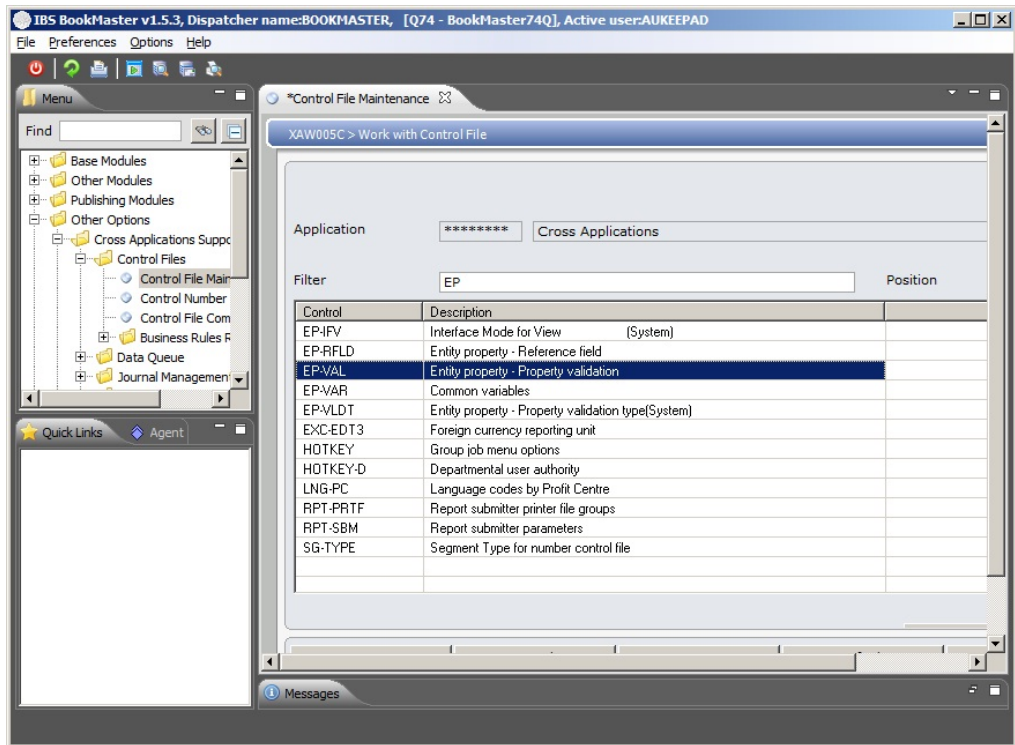 IBS BookMaster v1.5.3, Dispatcher name:BOOKMASTER, [Q74 - BookMaster74Q], Active user:AUKEEPAD
File Preferences Options Help
Menu
Find
Base Modules
Other Modules
Publishing Modules
Other Options
Cross Applications Suppo
Control Files
Control File Main
Control Number
Control File Com
Business Rules R
Data Queue
Journal Management
Quick Links Agent
*Control File Maintenance
XAW005C > Work with Control File
Application ******** Cross Applications
Filter EP Position
Control Description
EP-IFV Interface Mode for View (System)
EP-RFLD Entity property - Reference field
EP-VAL Entity property - Property validation
EP-VAR Common variables
EP-VLDT Entity property - Property validation type(System)
EXC-EDT3 Foreign currency reporting unit
HOTKEY Group job menu options
HOTKEY-D Departmental user authority
LNG-PC Language codes by Profit Centre
RPT-PRTF Report submitter printer file groups
RPT-SBM Report submitter parameters
SG-TYPE Segment Type for number control file
Messages